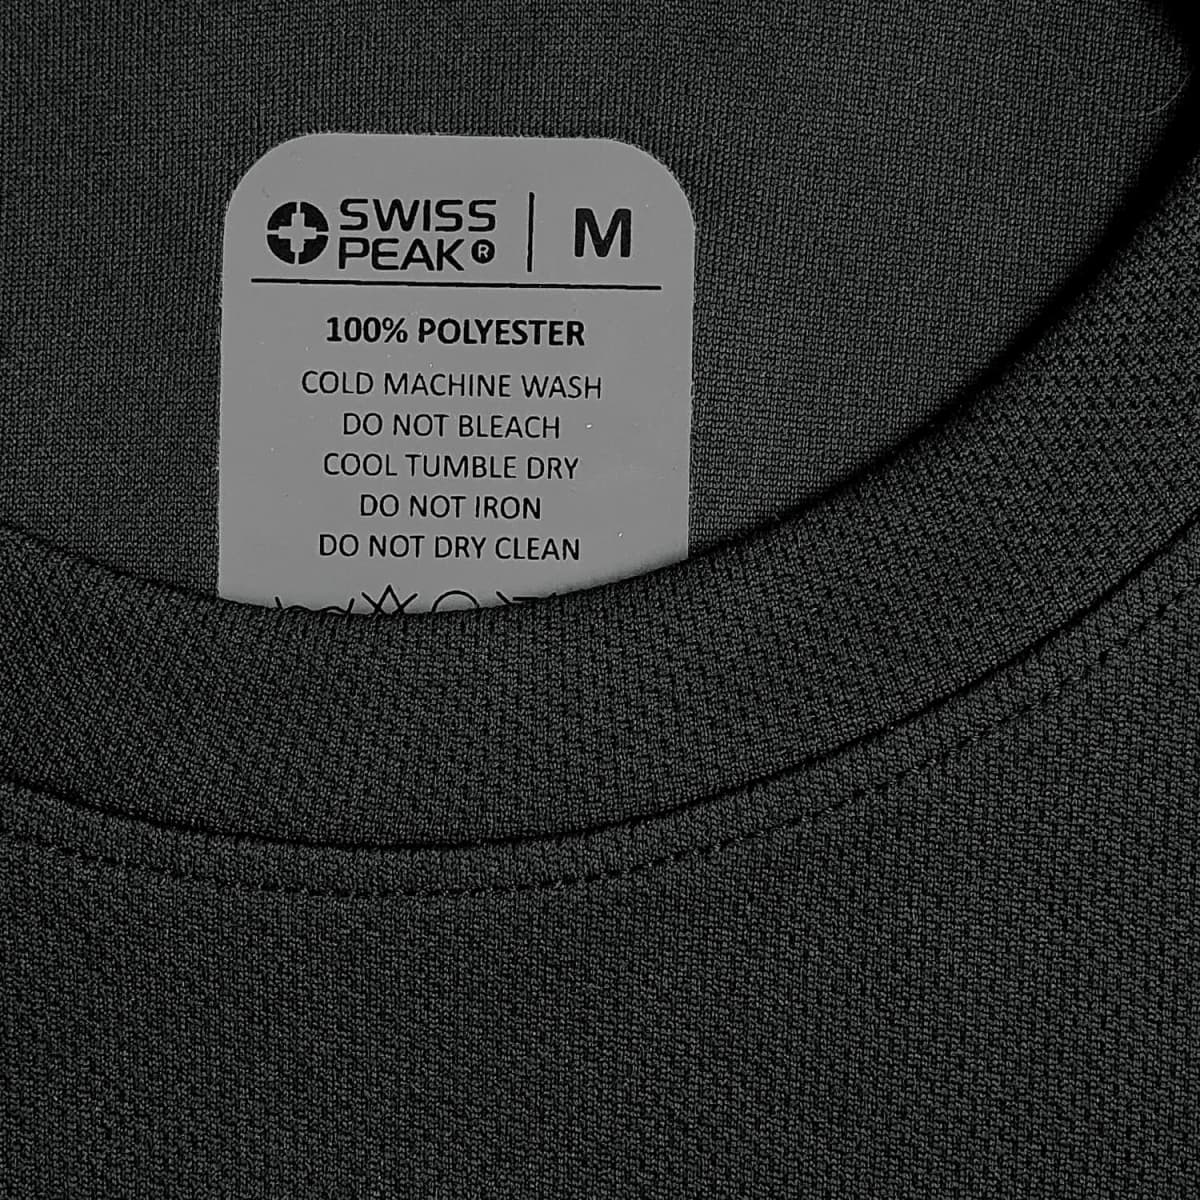 SWISS
PEAK®
M
100% POLYESTER
COLD MACHINE WASH
DO NOT BLEACH
COOL TUMBLE DRY
DO NOT IRON
DO NOT DRY CLEAN